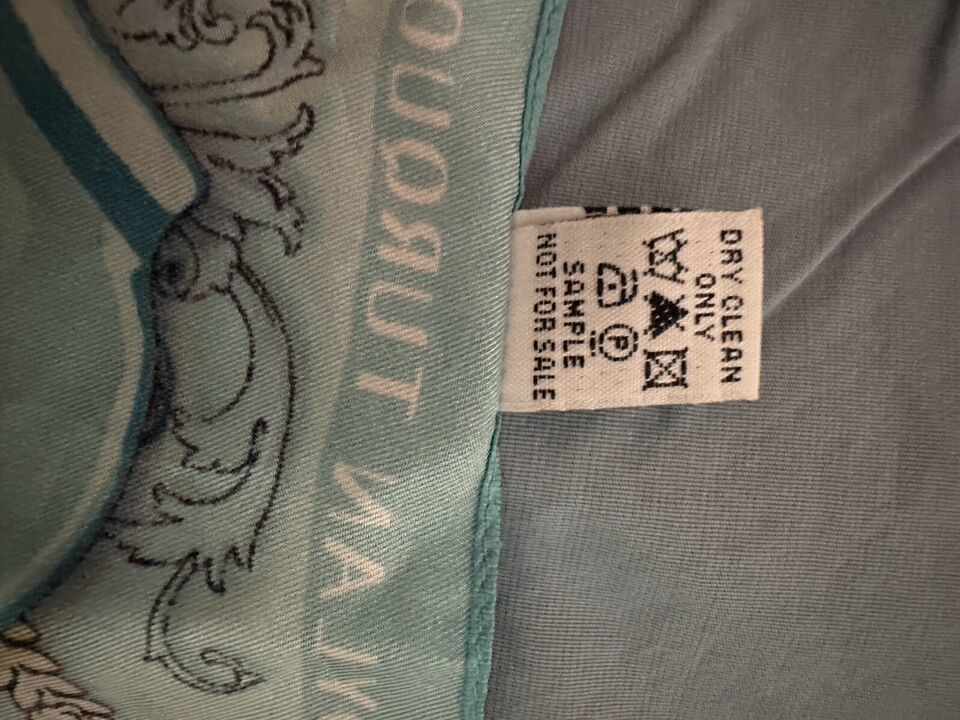 DRY CLEAN
ONLY
P
SAMPLE
NOT FOR SALE